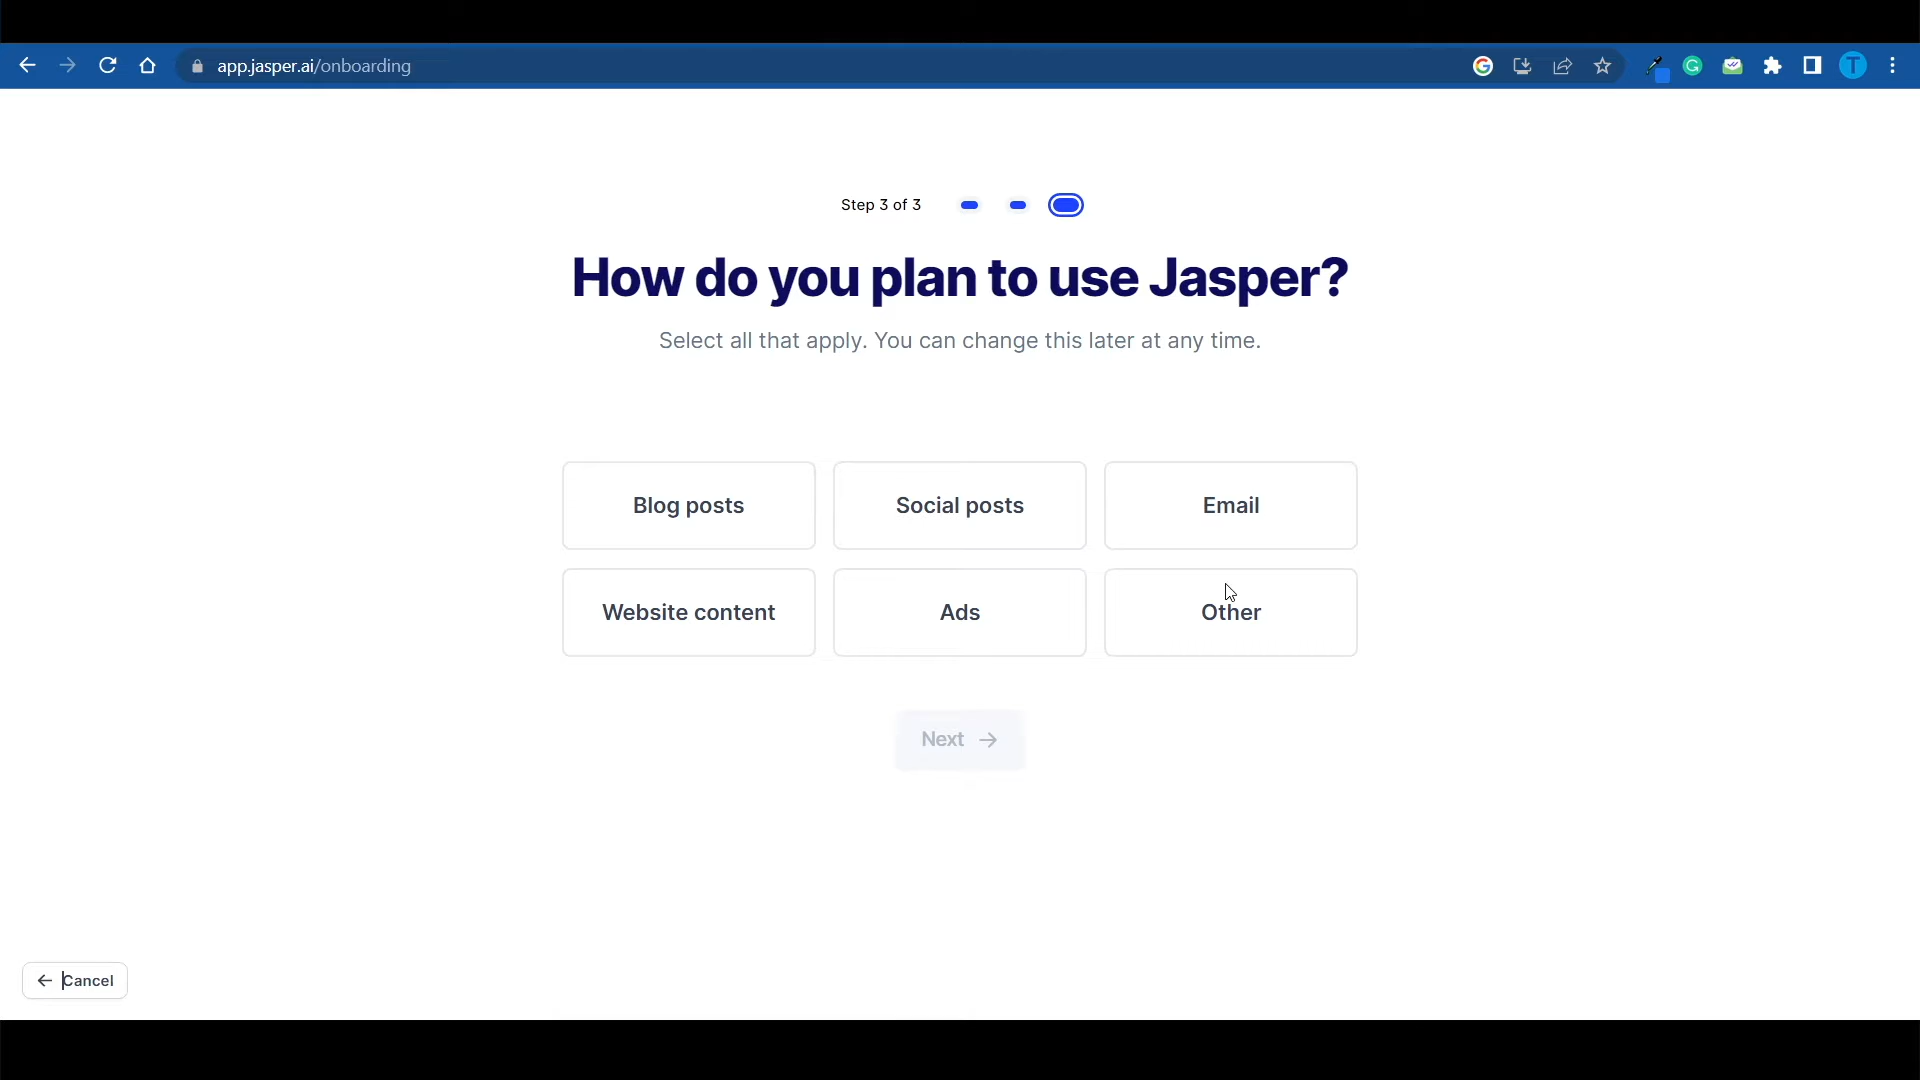 app.jasper.ai/onboarding
T
Step 3 of 3
How do you plan to use Jasper?
Select all that apply. You can change this later at any time.
Blog posts
Social posts
Email
Website content
Ads
Other
Next
Cancel